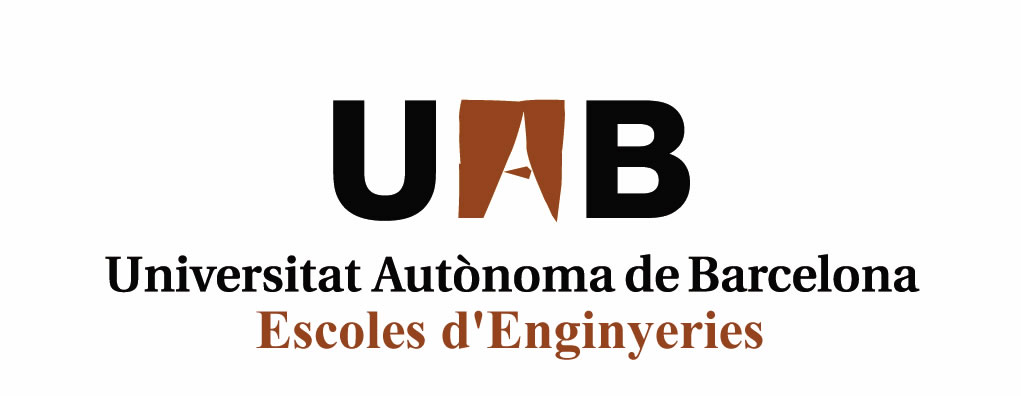 UAB
Universitat Autònoma de Barcelona
Escoles d'Enginyeries